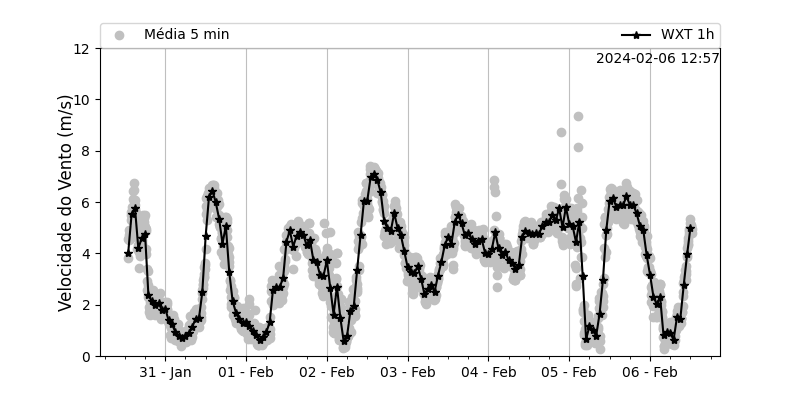 Média 5 min
WXT 1h
2024-02-06 12:57
Velocidade do Vento (m/s)
12
10
8
6
4
2
0
31 - Jan
01 - Feb
02 - Feb
03 - Feb
04 - Feb
05 - Feb
06 - Feb